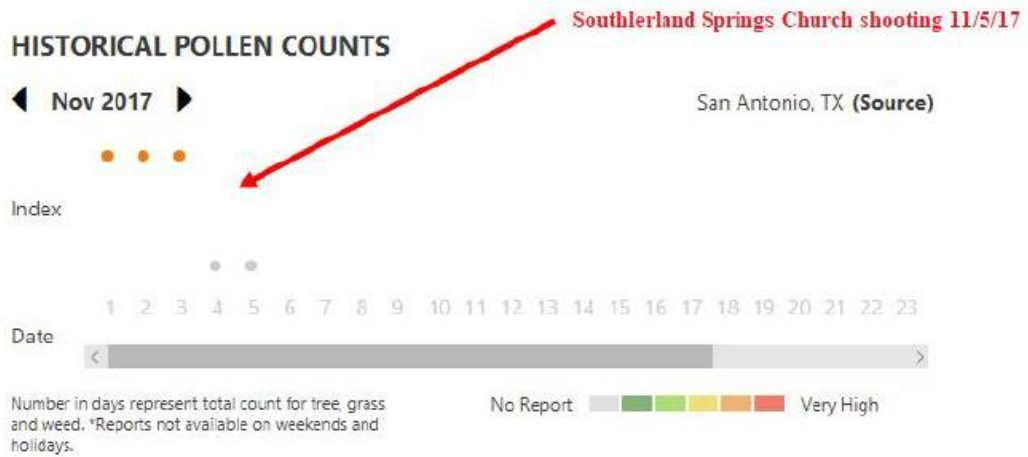 Southlerland Springs Church shooting 11/5/17
HISTORICAL POLLEN COUNTS
Nov 2017
San Antonio, TX (Source)
Index
1 2 3 4 5 6 7 8 9 10 11 12 13 14 15 16 17 18 19 20 21 22 23
Date
Number in days represent total count for tree, grass
and weed. *Reports not available on weekends and
holidays.
No Report Very High